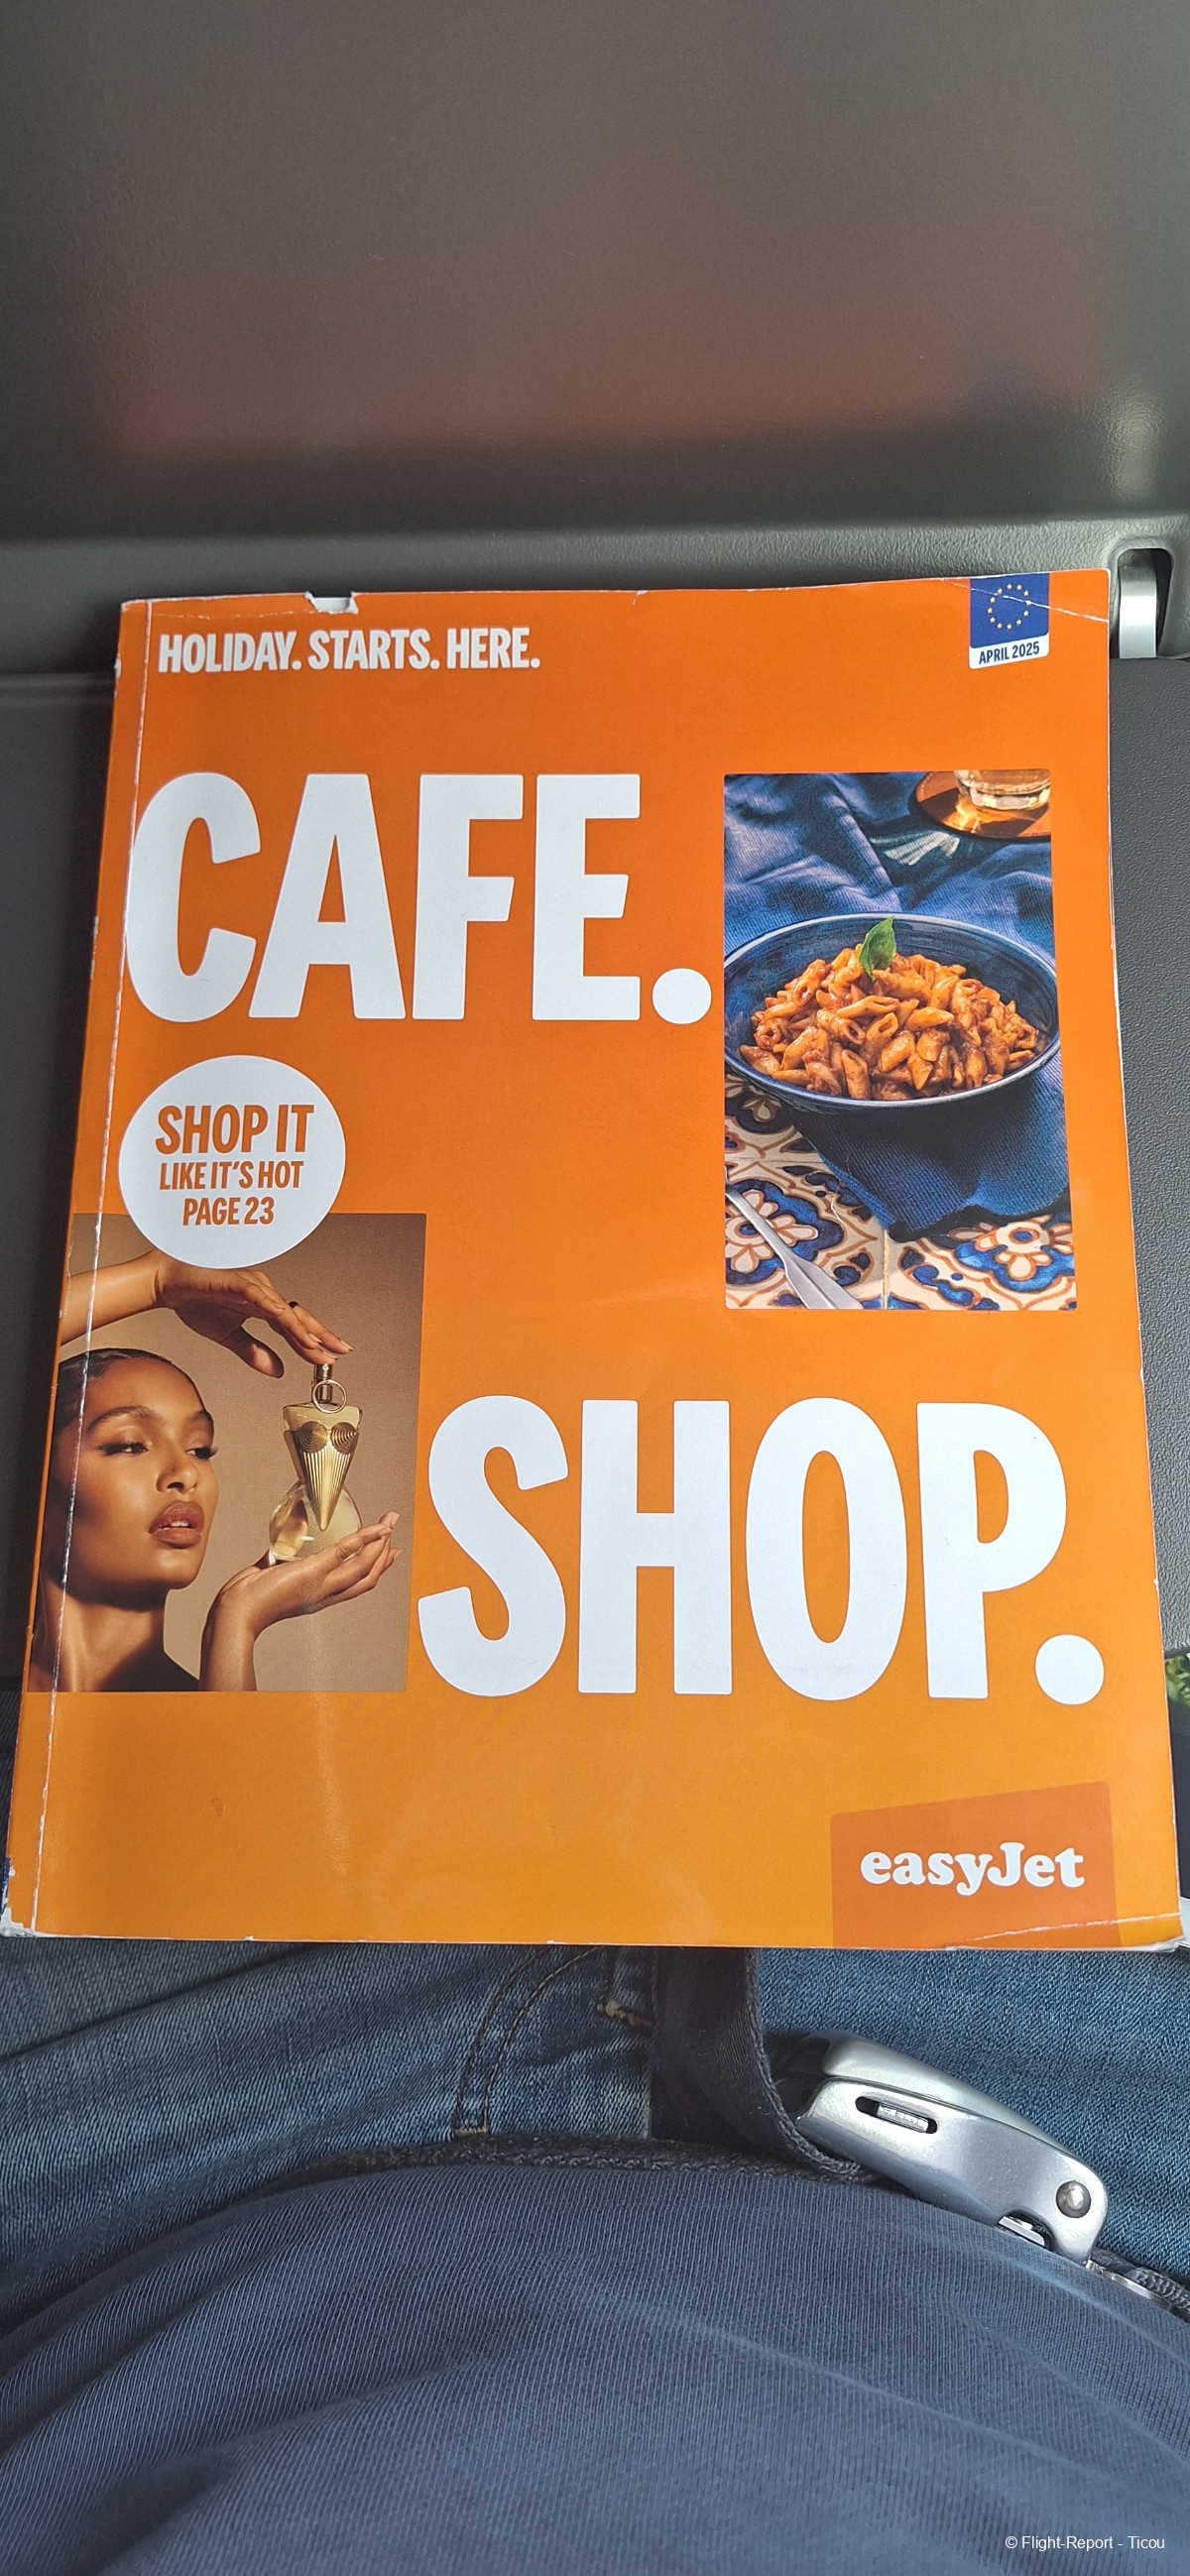 HOLIDAY. STARTS. HERE.
APRIL 2025
CAFE.
SHOP IT
LIKE IT'S HOT
PAGE 23
SHOP.
easyJet
© Flight-Report - Ticou